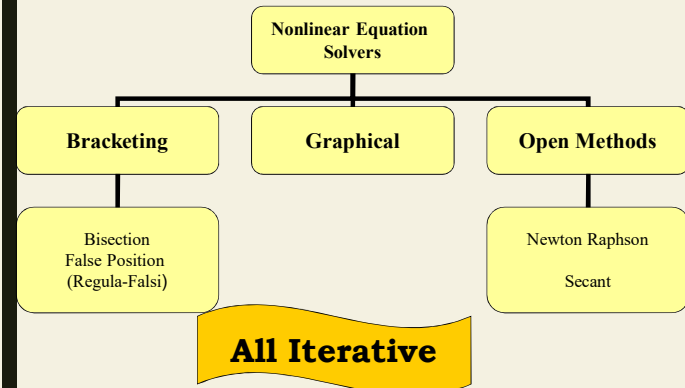 Nonlinear Equation
Solvers
Bracketing
Graphical
Open Methods
Bisection
False Position
(Regula-Falsi)
Newton Raphson
Secant
All Iterative